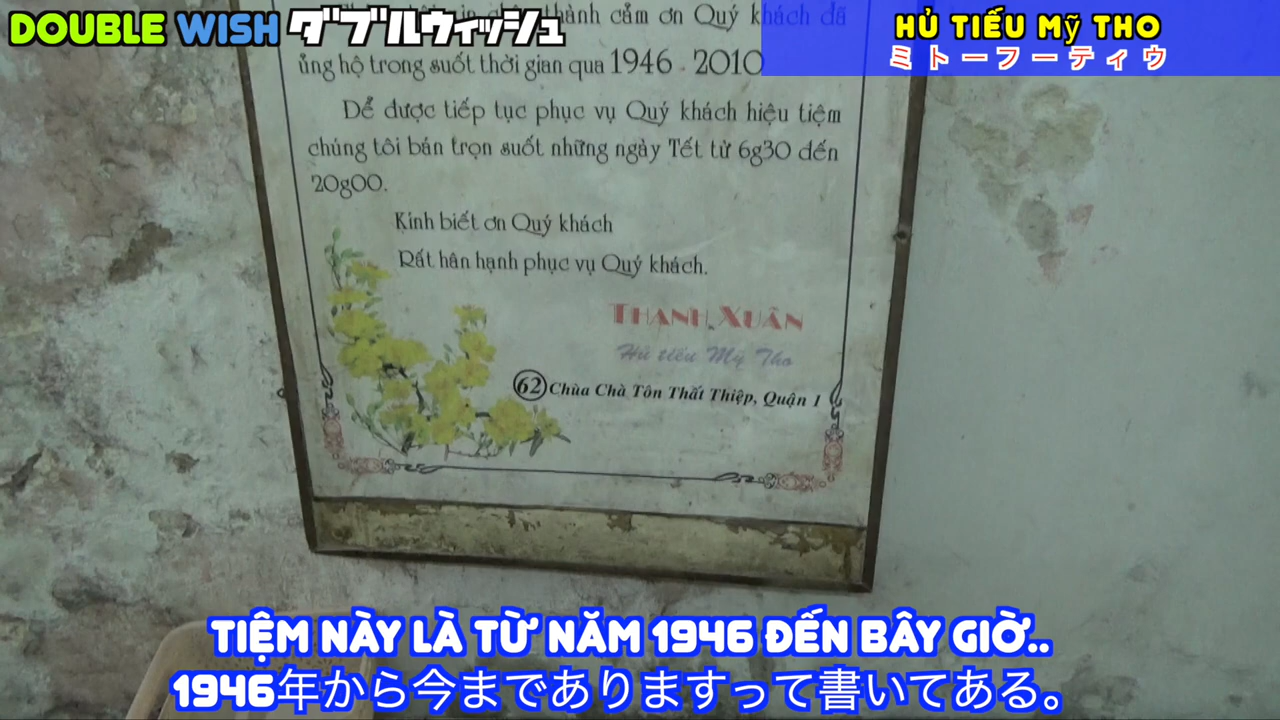 DOUBLE WISH ダブルウィッシュ
HỦ TIẾU Mỹ THO
ミトーフーティウ
thành cảm ơn Quý khách đã
ủng hộ trong suốt thời gian qua 1946 - 2010
Để được tiếp tục phục vụ Quý khách hiệu tiệm
chúng tôi bán trọn suốt những ngày Tết từ 6g30 đến
20g00.
Kính biết ơn Quý khách
Rất hân hạnh phục vụ Quý khách.
THANH XUÂN
Hủ tiếu Mỹ Tho
62 Chùa Chà Tôn Thất Thiệp, Quận 1
TIỆM NÀY LÀ TỪ NĂM 1946 ĐẾN BÂY GIỜ..
1946年から今までありますって書いてある。